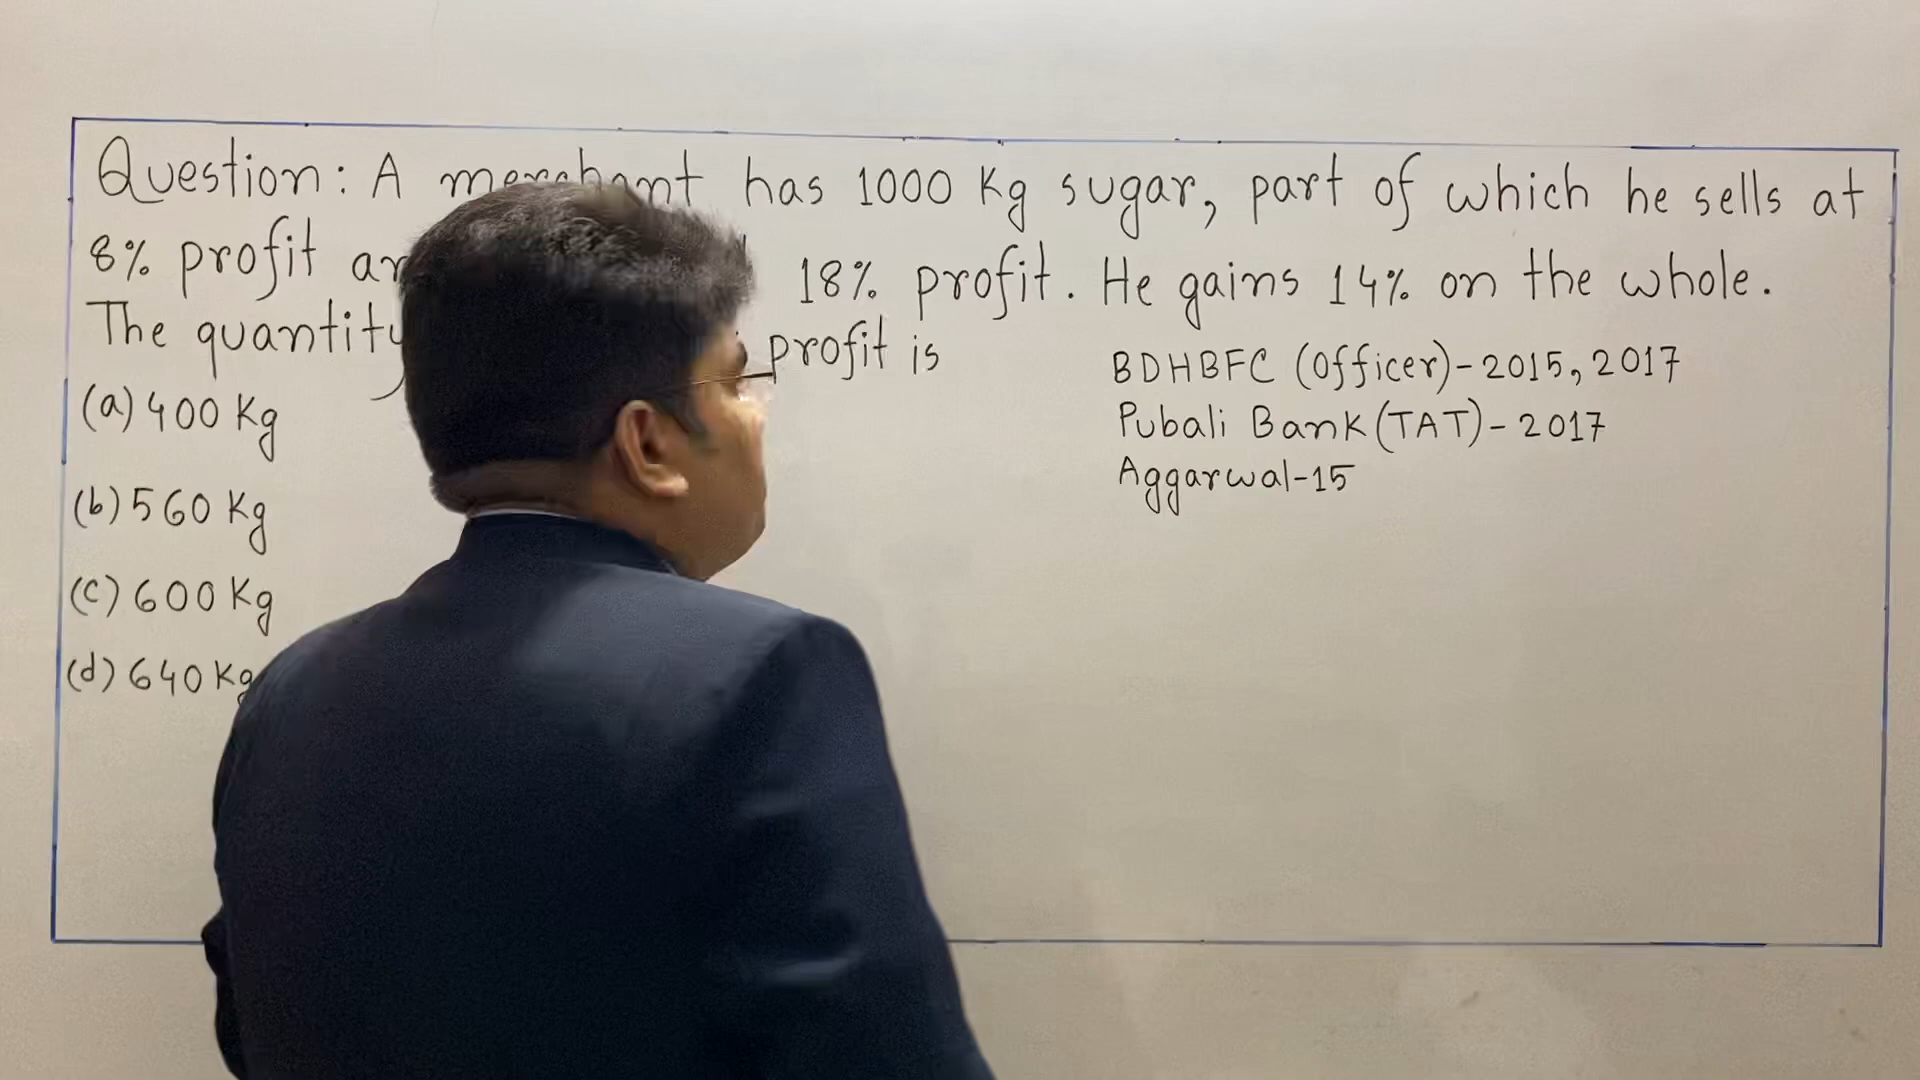 Question: A merchant has 1000 Kg sugar, part of which he sells at
8% profit 18% profit. He gains 14% on the whole.
The quantity profit is
BDHBFC (Officer)-2015, 2017
(a) 400 Kg
Pubali Bank (TAT)-2017
Aggarwal-15
(b) 560 Kg
(c) 600 Kg
(d) 640 Kg